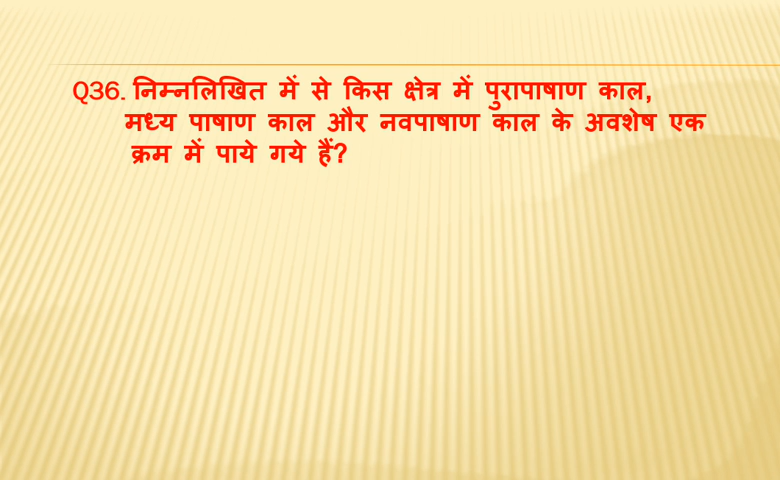 Q36. निम्नलिखित में से किस क्षेत्र में पुरापाषाण काल,
मध्य पाषाण काल और नवपाषाण काल के अवशेष एक
क्रम में पाये गये हैं?